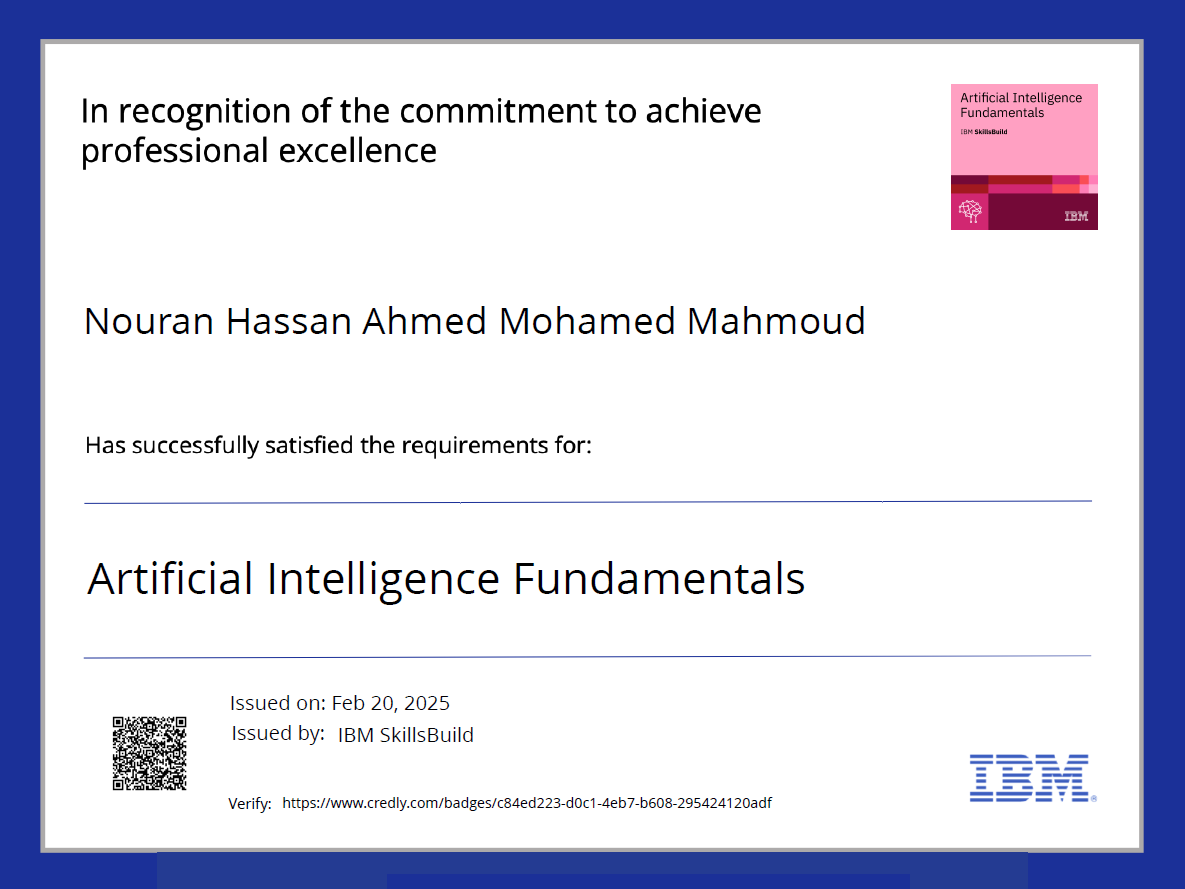 In recognition of the commitment to achieve
professional excellence
Artificial Intelligence
Fundamentals
IBM SkillsBuild
IBM
Nouran Hassan Ahmed Mohamed Mahmoud
Has successfully satisfied the requirements for:
Artificial Intelligence Fundamentals
Issued on: Feb 20, 2025
Issued by: IBM SkillsBuild
Verify: https://www.credly.com/badges/c84ed223-d0c1-4eb7-b608-295424120adf
IBM®